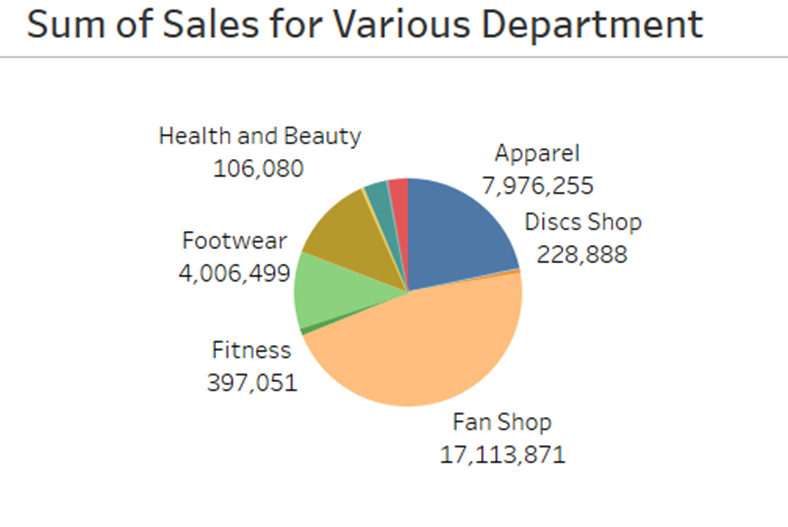 Sum of Sales for Various Department
Health and Beauty
106,080
Apparel
7,976,255
Discs Shop
228,888
Footwear
4,006,499
Fitness
397,051
Fan Shop
17,113,871